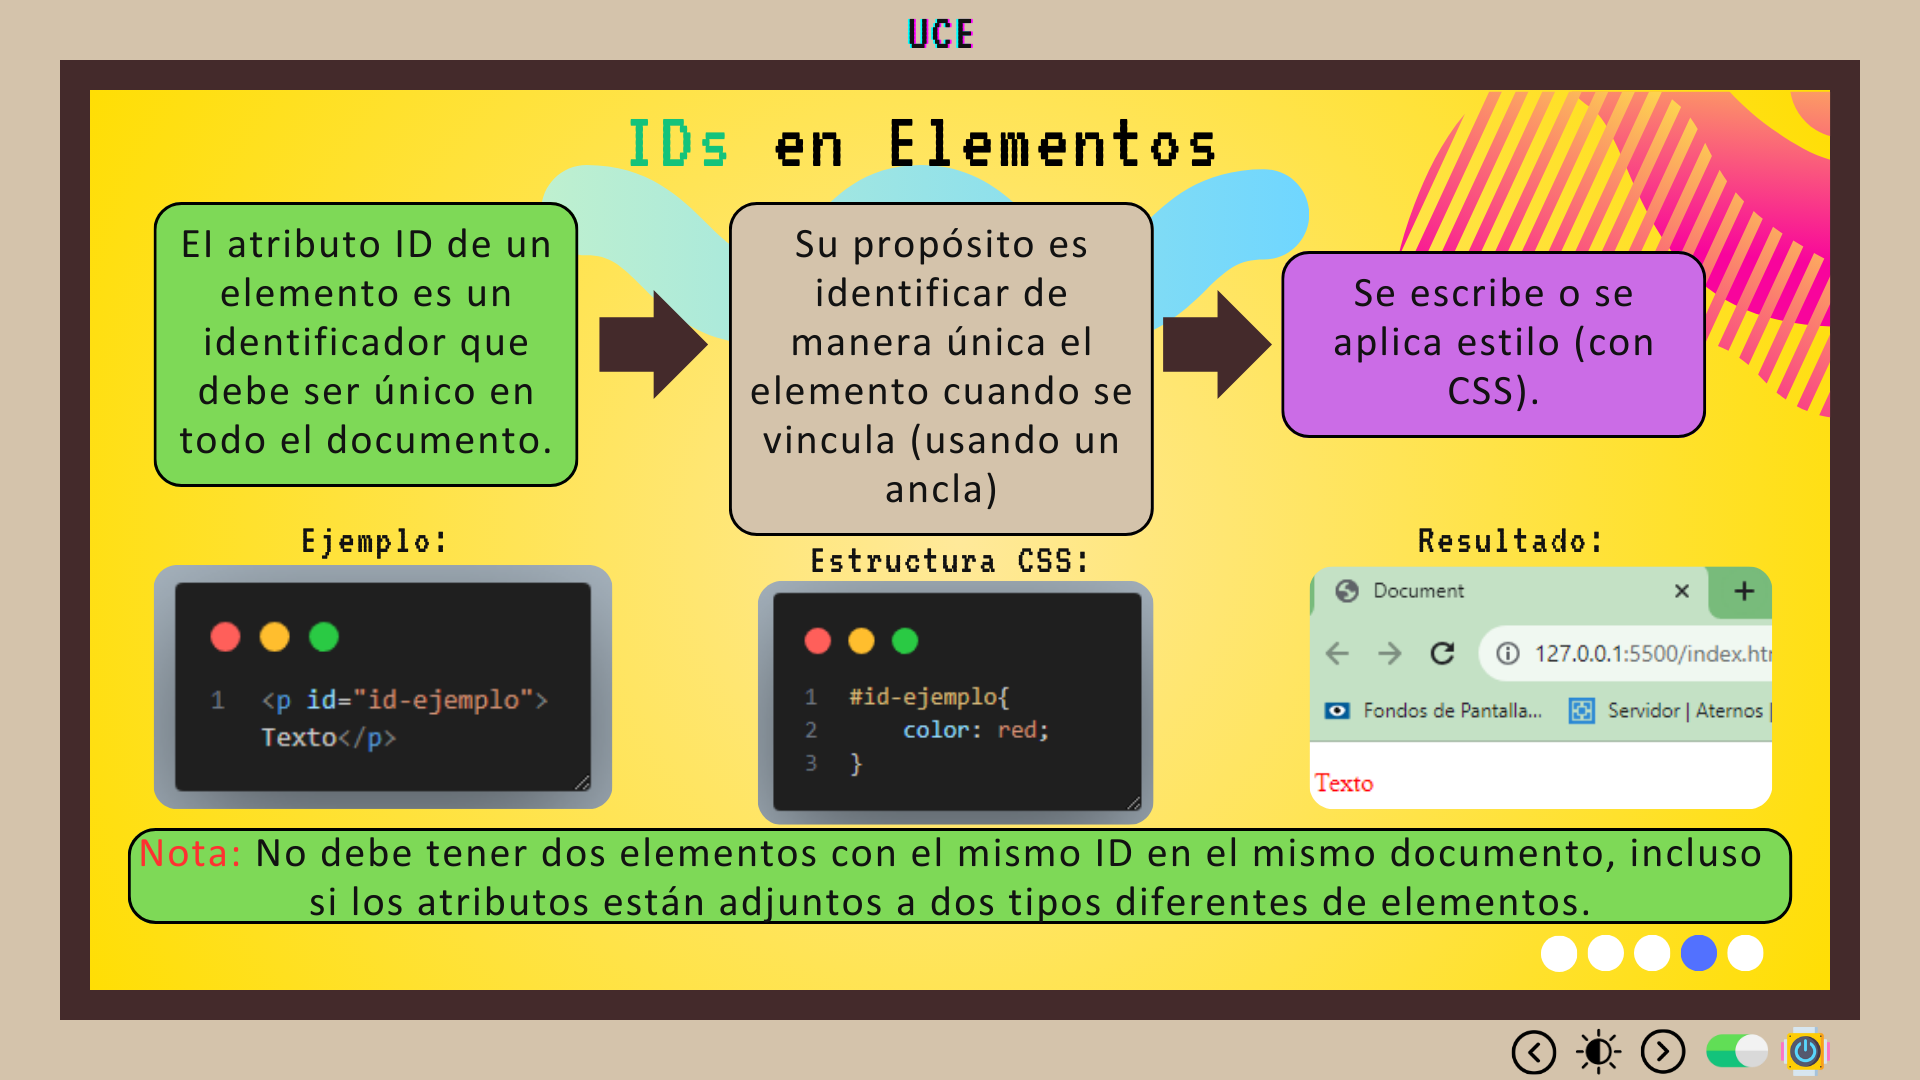 UCE
IDs en Elementos
El atributo ID de un
elemento es un
identificador que
debe ser único en
todo el documento.
Su propósito es
identificar de
manera única el
elemento cuando se
vincula (usando un
ancla)
Se escribe o se
aplica estilo (con
CSS).
Ejemplo:
1 <p id="id-ejemplo">
Texto</p>
Estructura CSS:
1 #id-ejemplo{
2 color: red;
3 }
Resultado:
Document
127.0.0.1:5500/index.htm
Fondos de Pantalla... Servidor | Aternos |
Texto
Nota: No debe tener dos elementos con el mismo ID en el mismo documento, incluso
si los atributos están adjuntos a dos tipos diferentes de elementos.